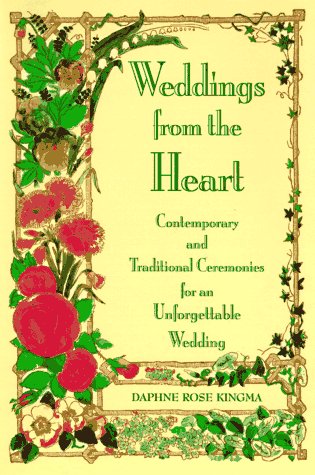 Weddings
from the
Heart
Contemporary
and
Traditional Ceremonies
for an
Unforgettable
Wedding
DAPHNE ROSE KINGMA